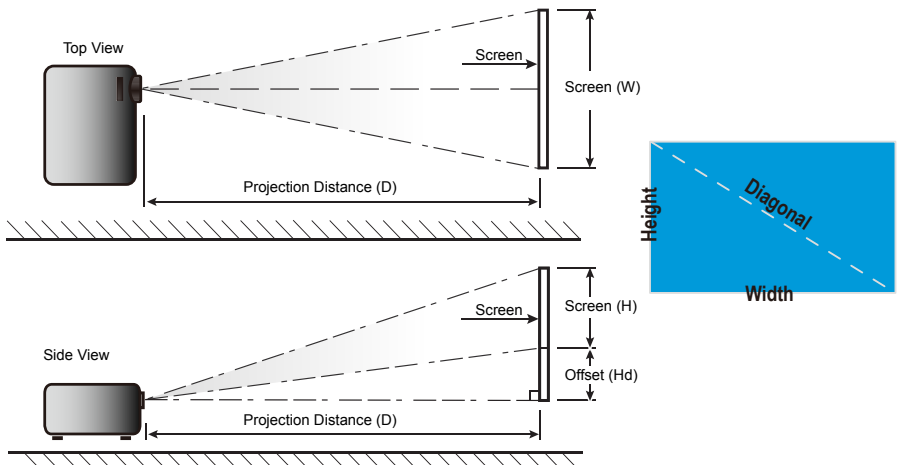 Top View
Screen
Screen (W)
Projection Distance (D)
Height
Diagonal
Width
Screen (H)
Screen
Side View
Offset (Hd)
Projection Distance (D)